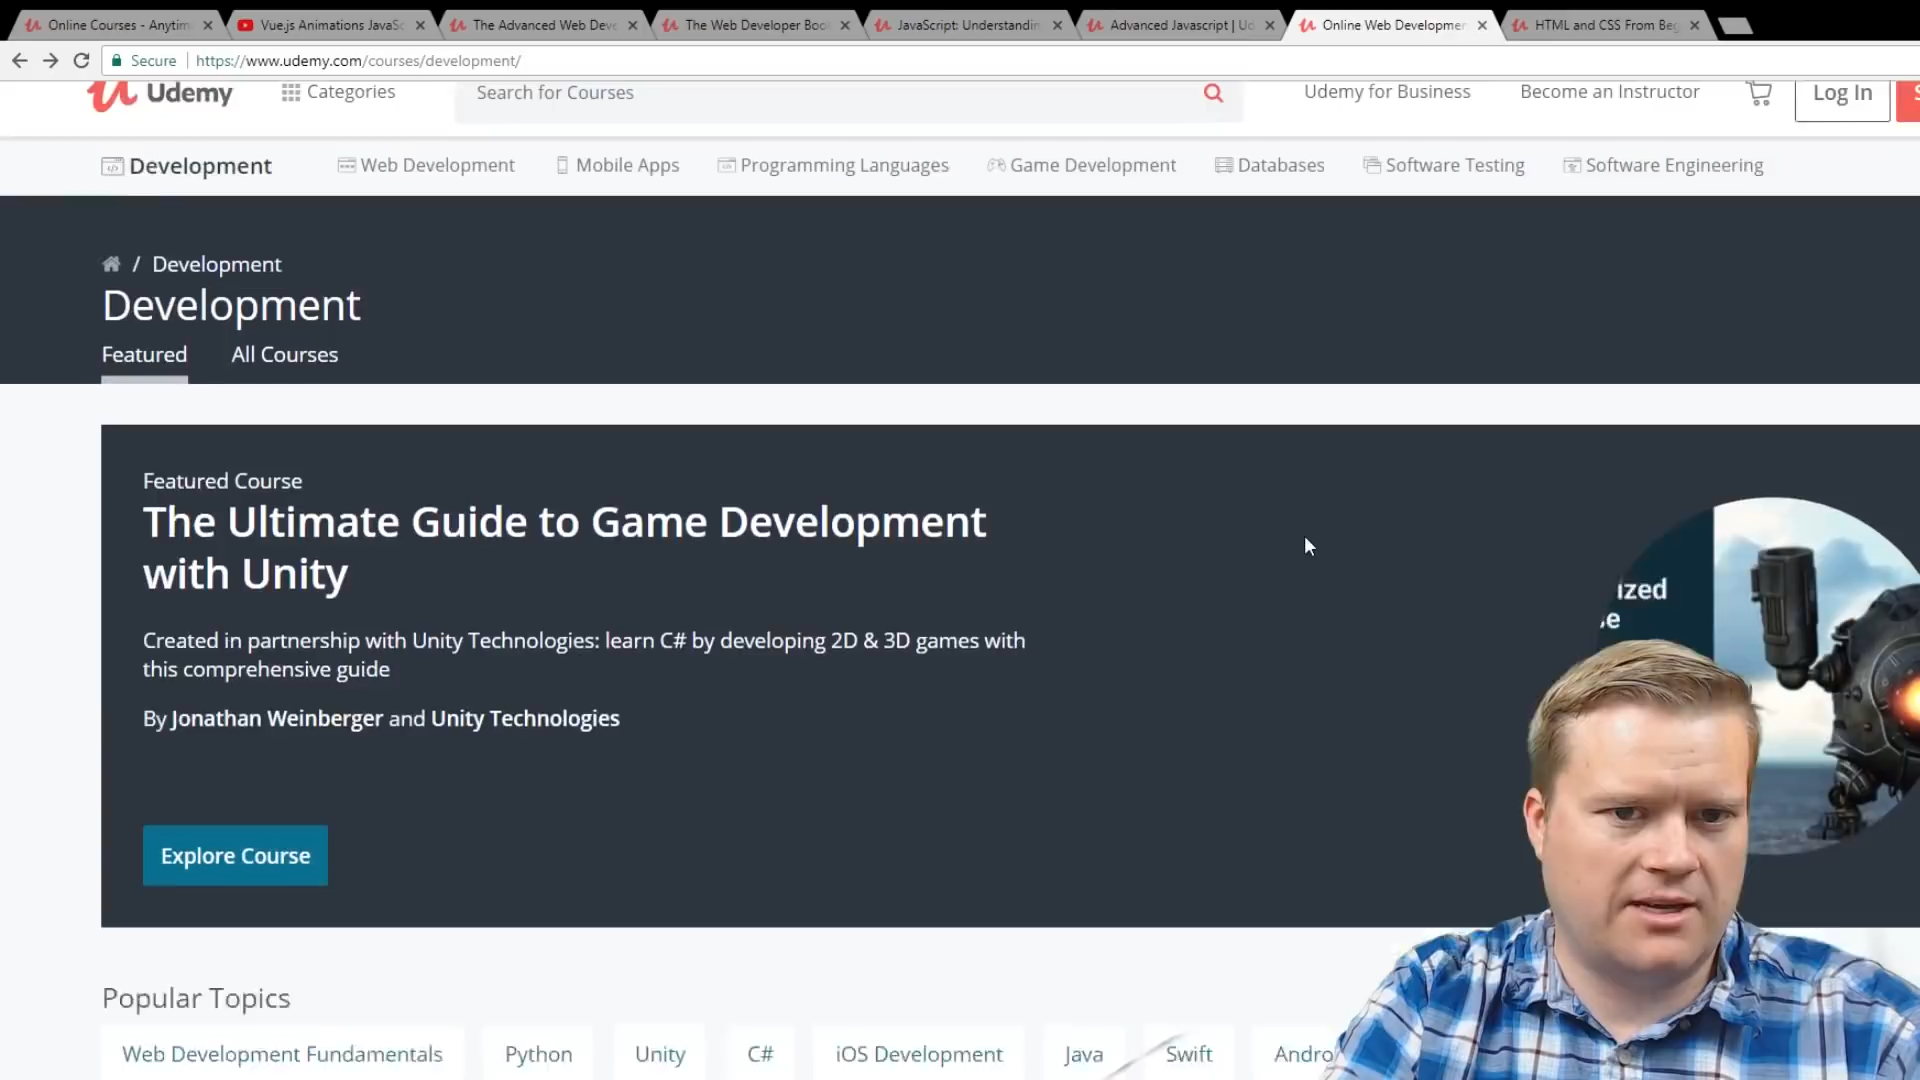 Online Courses - Anytim
Vue.js Animations JavaSc
The Advanced Web Deve
The Web Developer Boo
JavaScript: Understandin
Advanced Javascript | Ud
Online Web Developmen
HTML and CSS From Beg
Secure
https://www.udemy.com/courses/development/
Udemy
Categories
Search for Courses
Udemy for Business
Become an Instructor
Log In
S
Development
Web Development
Mobile Apps
Programming Languages
Game Development
Databases
Software Testing
Software Engineering
/ Development
Development
Featured
All Courses
Featured Course
The Ultimate Guide to Game Development
with Unity
Created in partnership with Unity Technologies: learn C# by developing 2D & 3D games with
this comprehensive guide
By Jonathan Weinberger and Unity Technologies
ized
se
Explore Course
Popular Topics
Web Development Fundamentals
Python
Unity
C#
iOS Development
Java
Swift
Andro